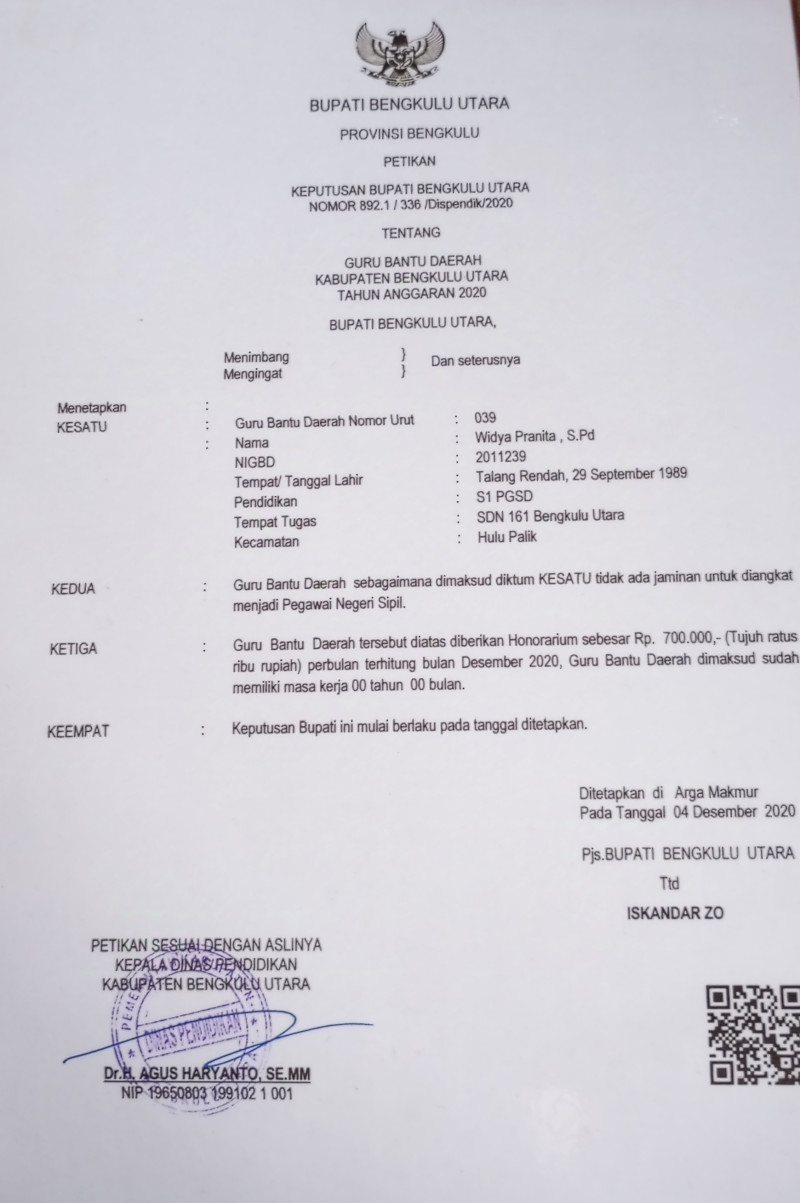 BUPATI BENGKULU UTARA
PROVINSI BENGKULU
PETIKAN
KEPUTUSAN BUPATI BENGKULU UTARA
NOMOR 892.1 / 336 /Dispendik/2020
TENTANG
GURU BANTU DAERAH
KABUPATEN BENGKULU UTARA
TAHUN ANGGARAN 2020
BUPATI BENGKULU UTARA,
Menimbang } Dan seterusnya
Mengingat }
Menetapkan :
KESATU : Guru Bantu Daerah Nomor Urut : 039
: Nama : Widya Pranita , S.Pd
NIGBD : 2011239
Tempat/ Tanggal Lahir : Talang Rendah, 29 September 1989
Pendidikan : S1 PGSD
Tempat Tugas : SDN 161 Bengkulu Utara
Kecamatan : Hulu Palik
KEDUA : Guru Bantu Daerah sebagaimana dimaksud diktum KESATU tidak ada jaminan untuk diangkat
menjadi Pegawai Negeri Sipil.
KETIGA : Guru Bantu Daerah tersebut diatas diberikan Honorarium sebesar Rp. 700.000,- (Tujuh ratus
ribu rupiah) perbulan terhitung bulan Desember 2020, Guru Bantu Daerah dimaksud sudah
memiliki masa kerja 00 tahun 00 bulan.
KEEMPAT : Keputusan Bupati ini mulai berlaku pada tanggal ditetapkan.
Ditetapkan di Arga Makmur
Pada Tanggal 04 Desember 2020
Pjs.BUPATI BENGKULU UTARA
Ttd
ISKANDAR ZO
PETIKAN SESUAI DENGAN ASLINYA
KEPALA DINAS PENDIDIKAN
KABUPATEN BENGKULU UTARA
DINAS PENDIDIKAN
Dr.H. AGUS HARYANTO, SE.MM
NIP 19650803 199102 1 001